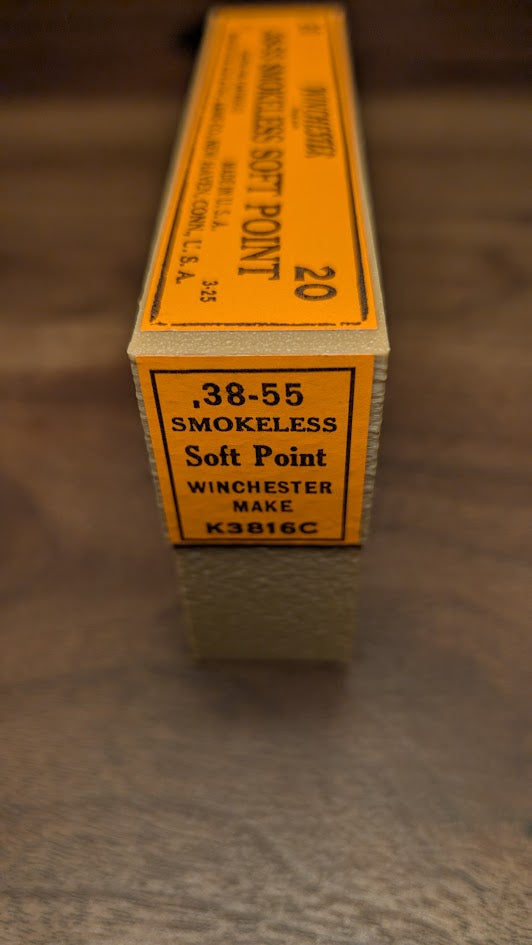 20
WINCHESTER
.38-55 SMOKELESS SOFT POINT
20
MADE IN U.S.A.
NEW HAVEN, CONN., U.S.A.
3-25
.38-55
SMOKELESS
Soft Point
WINCHESTER
MAKE
K3816C